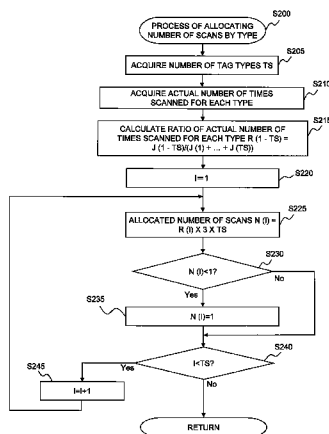 S200
PROCESS OF ALLOCATING
NUMBER OF SCANS BY TYPE
S205
ACQUIRE NUMBER OF TAG TYPES TS
S210
ACQUIRE ACTUAL NUMBER OF TIMES
SCANNED FOR EACH TYPE
S215
CALCULATE RATIO OF ACTUAL NUMBER OF
TIMES SCANNED FOR EACH TYPE R (1 - TS) =
J (1 - TS)/(J (1) + ... + J (TS))
S220
I=1
S225
ALLOCATED NUMBER OF SCANS N (I) =
R (I) X 3 X TS
S230
N (I)<1?
No
Yes
S235
N (I)=1
S240
I<TS?
Yes
No
S245
I=I+1
RETURN